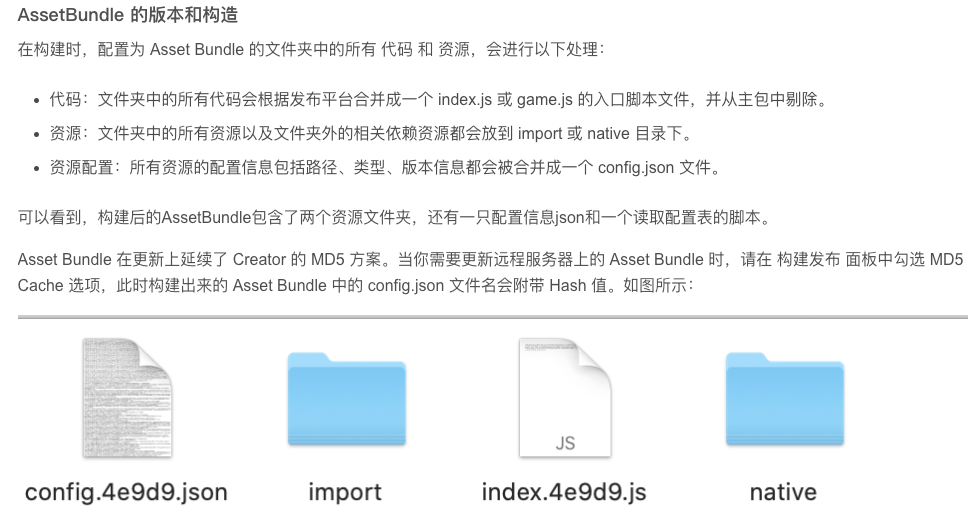 AssetBundle 的版本和构造
在构建时，配置为 Asset Bundle 的文件夹中的所有 代码 和 资源，会进行以下处理：
• 代码：文件夹中的所有代码会根据发布平台合并成一个 index.js 或 game.js 的入口脚本文件，并从主包中剔除。
• 资源：文件夹中的所有资源以及文件夹外的相关依赖资源都会放到 import 或 native 目录下。
• 资源配置：所有资源的配置信息包括路径、类型、版本信息都会被合并成一个 config.json 文件。
可以看到，构建后的AssetBundle包含了两个资源文件夹，还有一只配置信息json和一个读取配置表的脚本。
Asset Bundle 在更新上延续了 Creator 的 MD5 方案。当你需要更新远程服务器上的 Asset Bundle 时，请在 构建发布 面板中勾选 MD5
Cache 选项，此时构建出来的 Asset Bundle 中的 config.json 文件名会附带 Hash 值。如图所示：
JS
config.4e9d9.json import index.4e9d9.js native